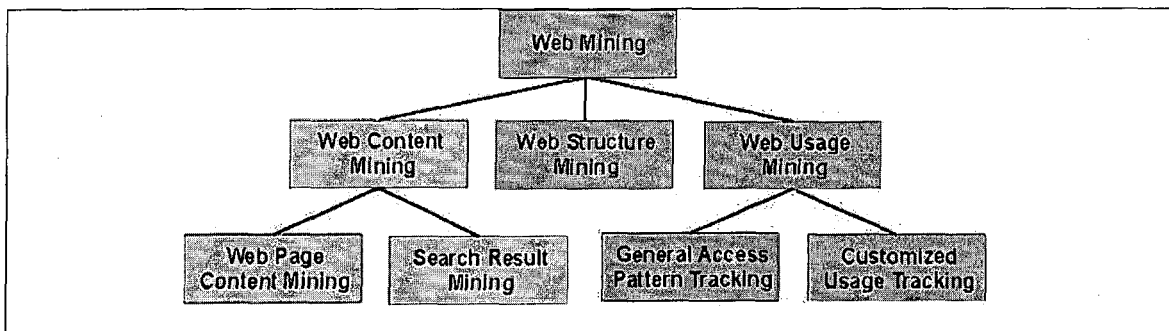 Web Mining
Web Content
Mining
Web Structure
Mining
Web Usage
Mining
Web Page
Content Mining
Search Result
Mining
General Access
Pattern Tracking
Customized
Usage Tracking